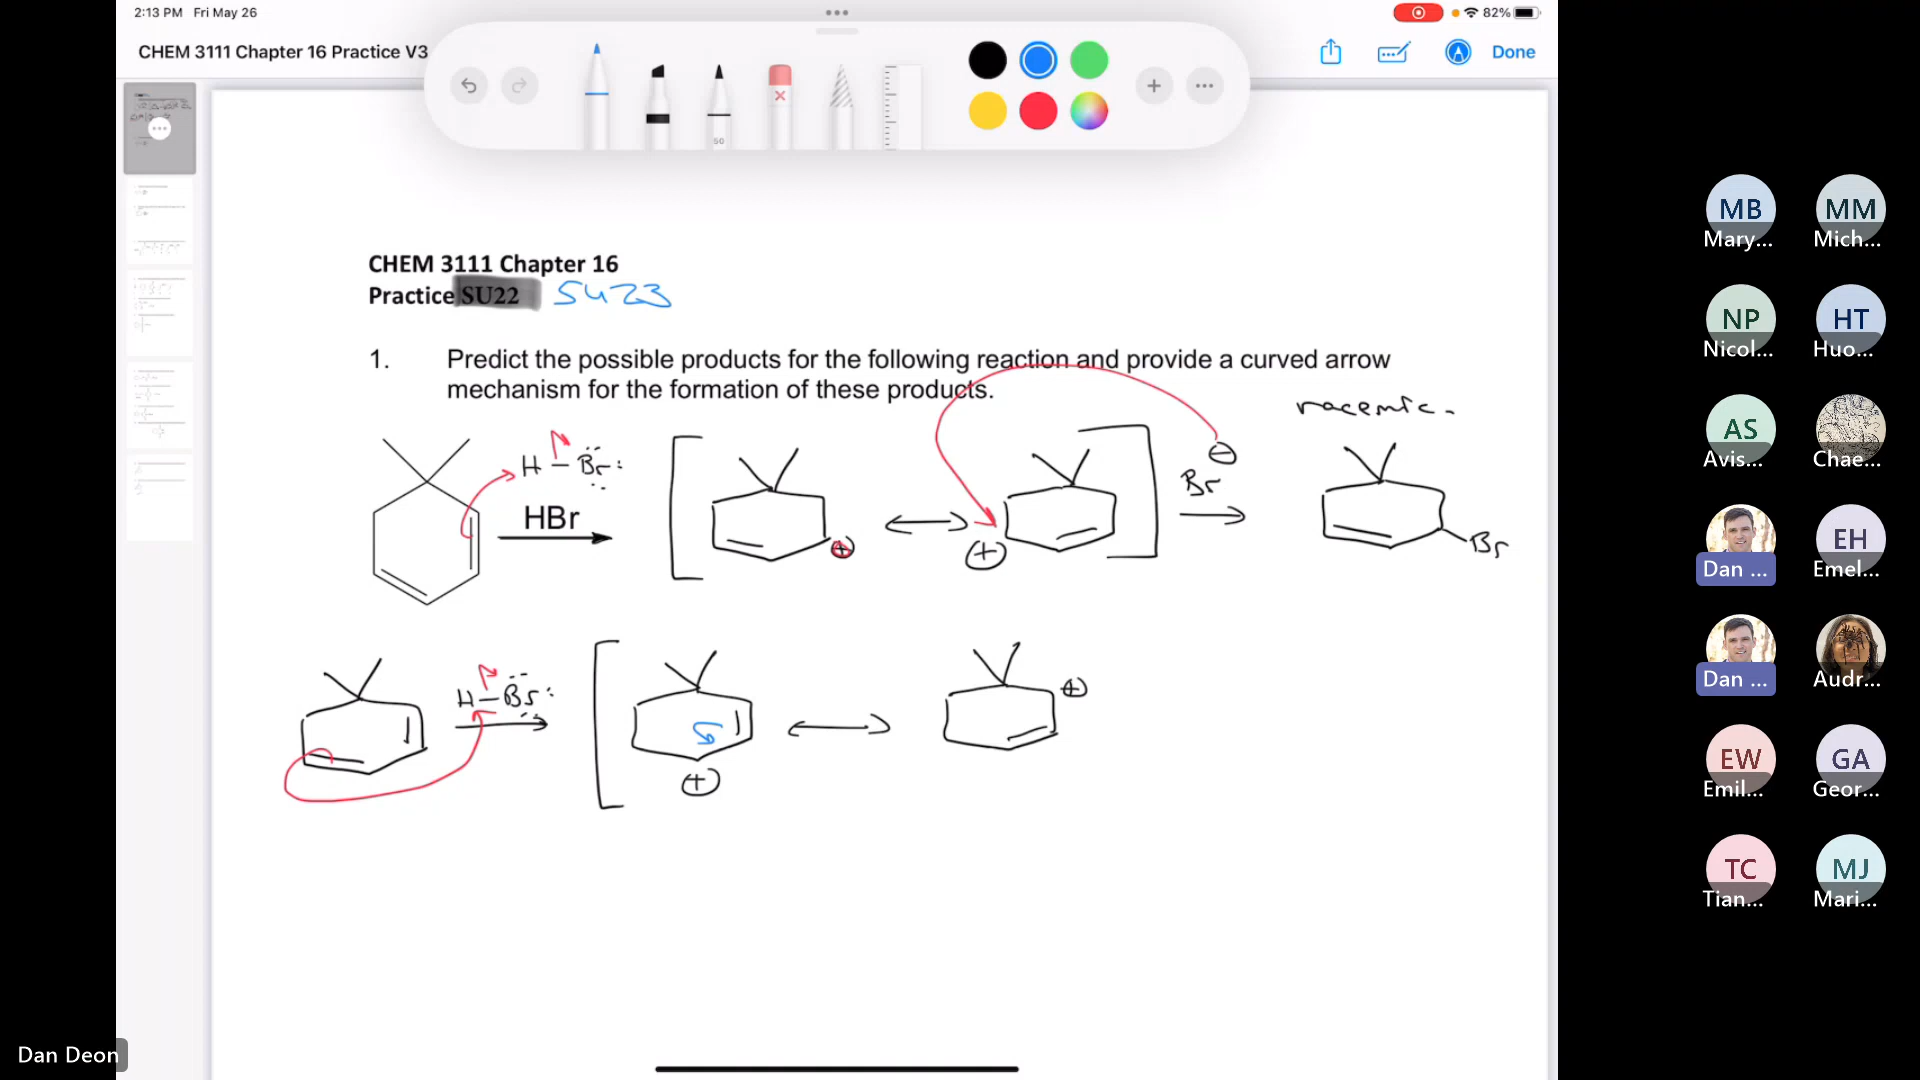 2:13 PM Fri May 26
82%
CHEM 3111 Chapter 16 Practice V3
Done
50
CHEM 3111 Chapter 16
Practice SU22 SU23
1. Predict the possible products for the following reaction and provide a curved arrow
mechanism for the formation of these products.
racemic.
H – Br
HBr
Br
Br
H – Br
MB
Mary...
MM
Mich...
NP
Nicol...
HT
Huo...
AS
Avis...
Chae...
Dan ...
EH
Emel...
Dan ...
Audr...
EW
Emil...
GA
Geor...
TC
Tian...
MJ
Mari...
Dan Deon